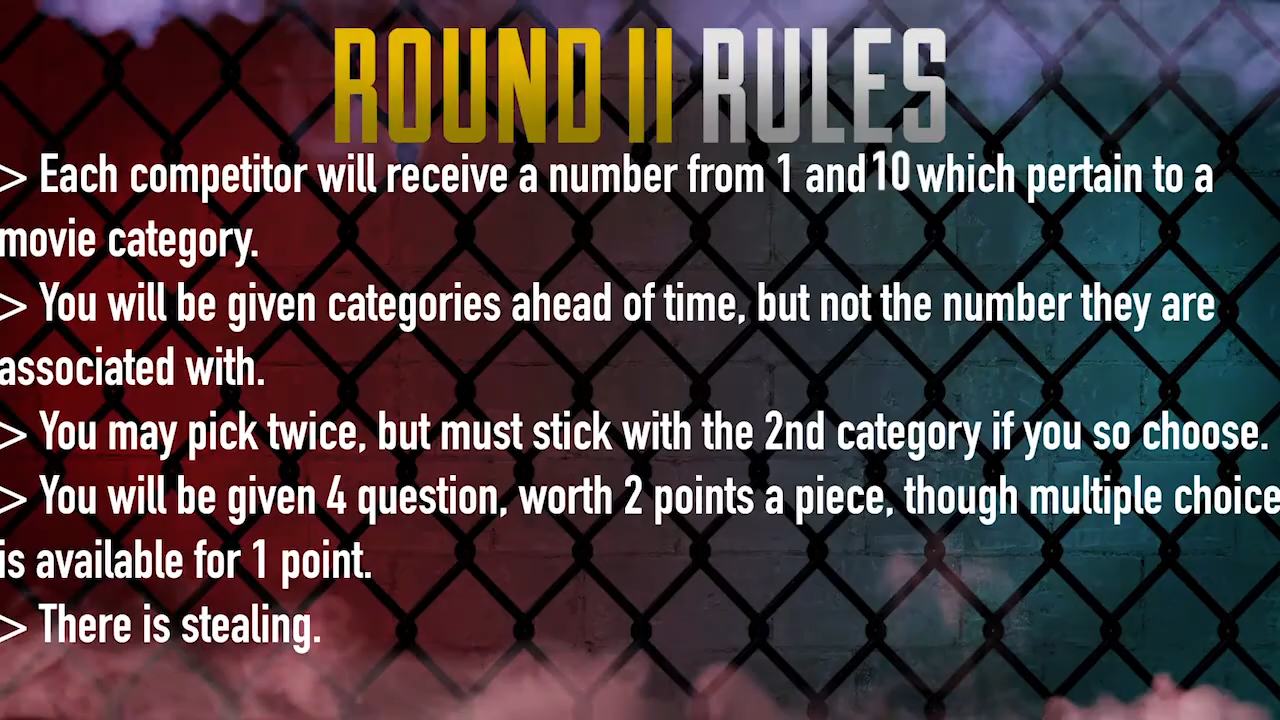 ROUND II RULES
> Each competitor will receive a number from 1 and 10 which pertain to a
movie category.
> You will be given categories ahead of time, but not the number they are
associated with.
> You may pick twice, but must stick with the 2nd category if you so choose.
> You will be given 4 question, worth 2 points a piece, though multiple choice
is available for 1 point.
> There is stealing.